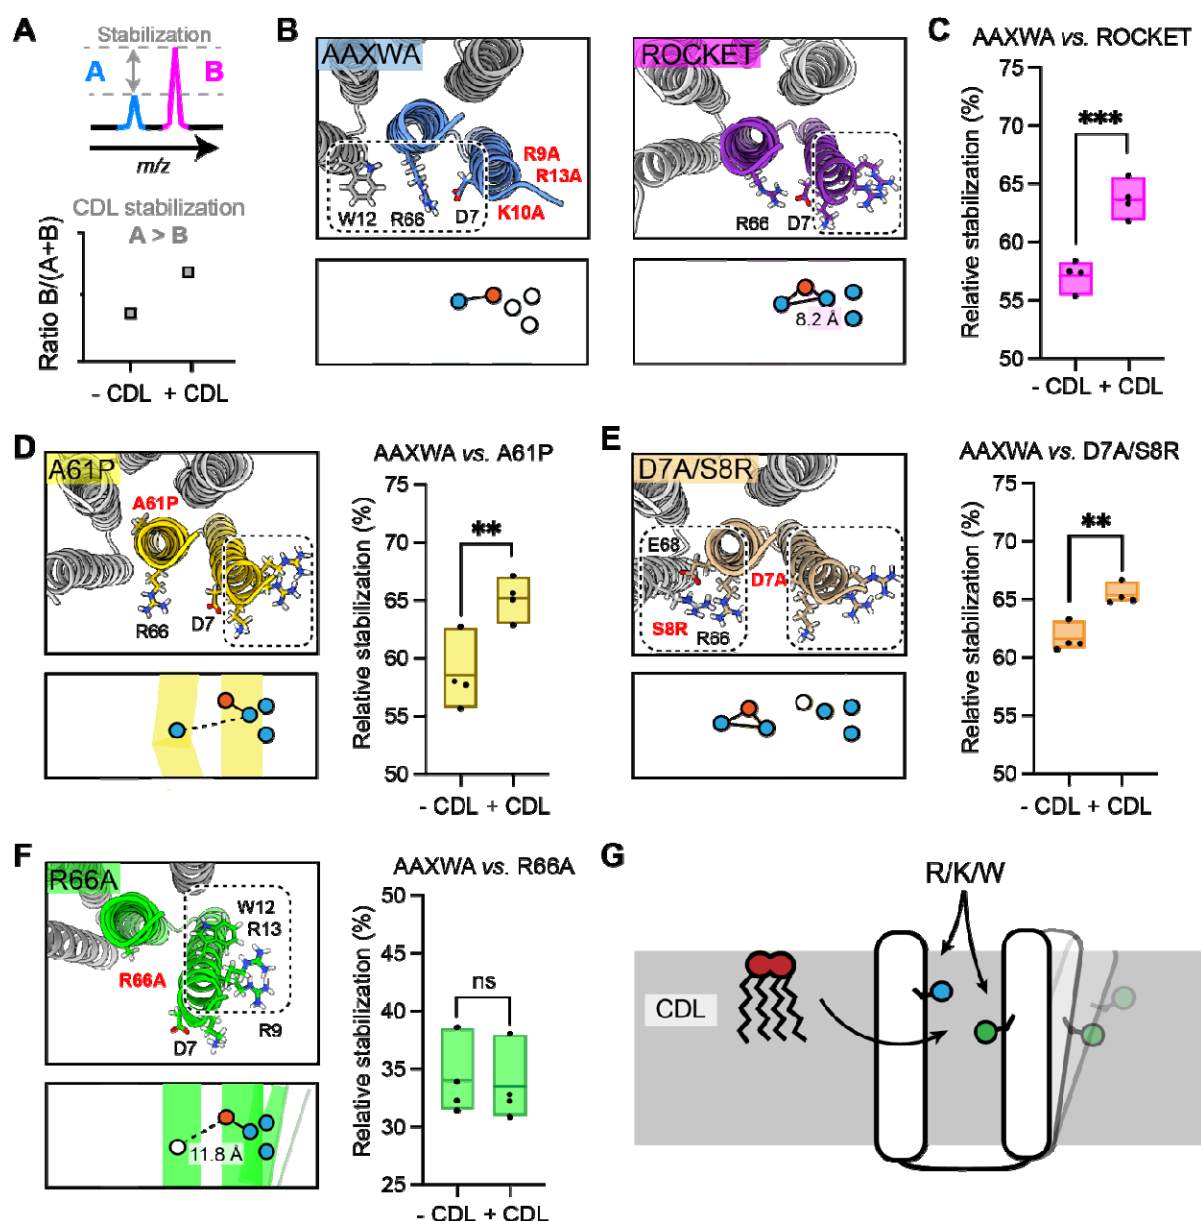 A
Stabilization
A
B
m/z
CDL stabilization
A > B
Ratio B/(A+B)
- CDL + CDL
B
AAXWA
R9A
R13A
K10A
W12
R66
D7
ROCKET
R66
D7
8.2 Å
C
AAXWA vs. ROCKET
Relative stabilization (%)
75
70
65
60
55
50
***
- CDL + CDL
D
A61P
A61P
R66
D7
AAXWA vs. A61P
Relative stabilization (%)
75
70
65
60
55
50
**
- CDL + CDL
E
D7A/S8R
E68
D7A
S8R
R66
AAXWA vs. D7A/S8R
Relative stabilization (%)
75
70
65
60
55
50
**
- CDL + CDL
F
R66A
W12
R13
R66A
R9
D7
11.8 Å
AAXWA vs. R66A
Relative stabilization (%)
50
45
40
35
30
25
ns
- CDL + CDL
G
R/K/W
CDL